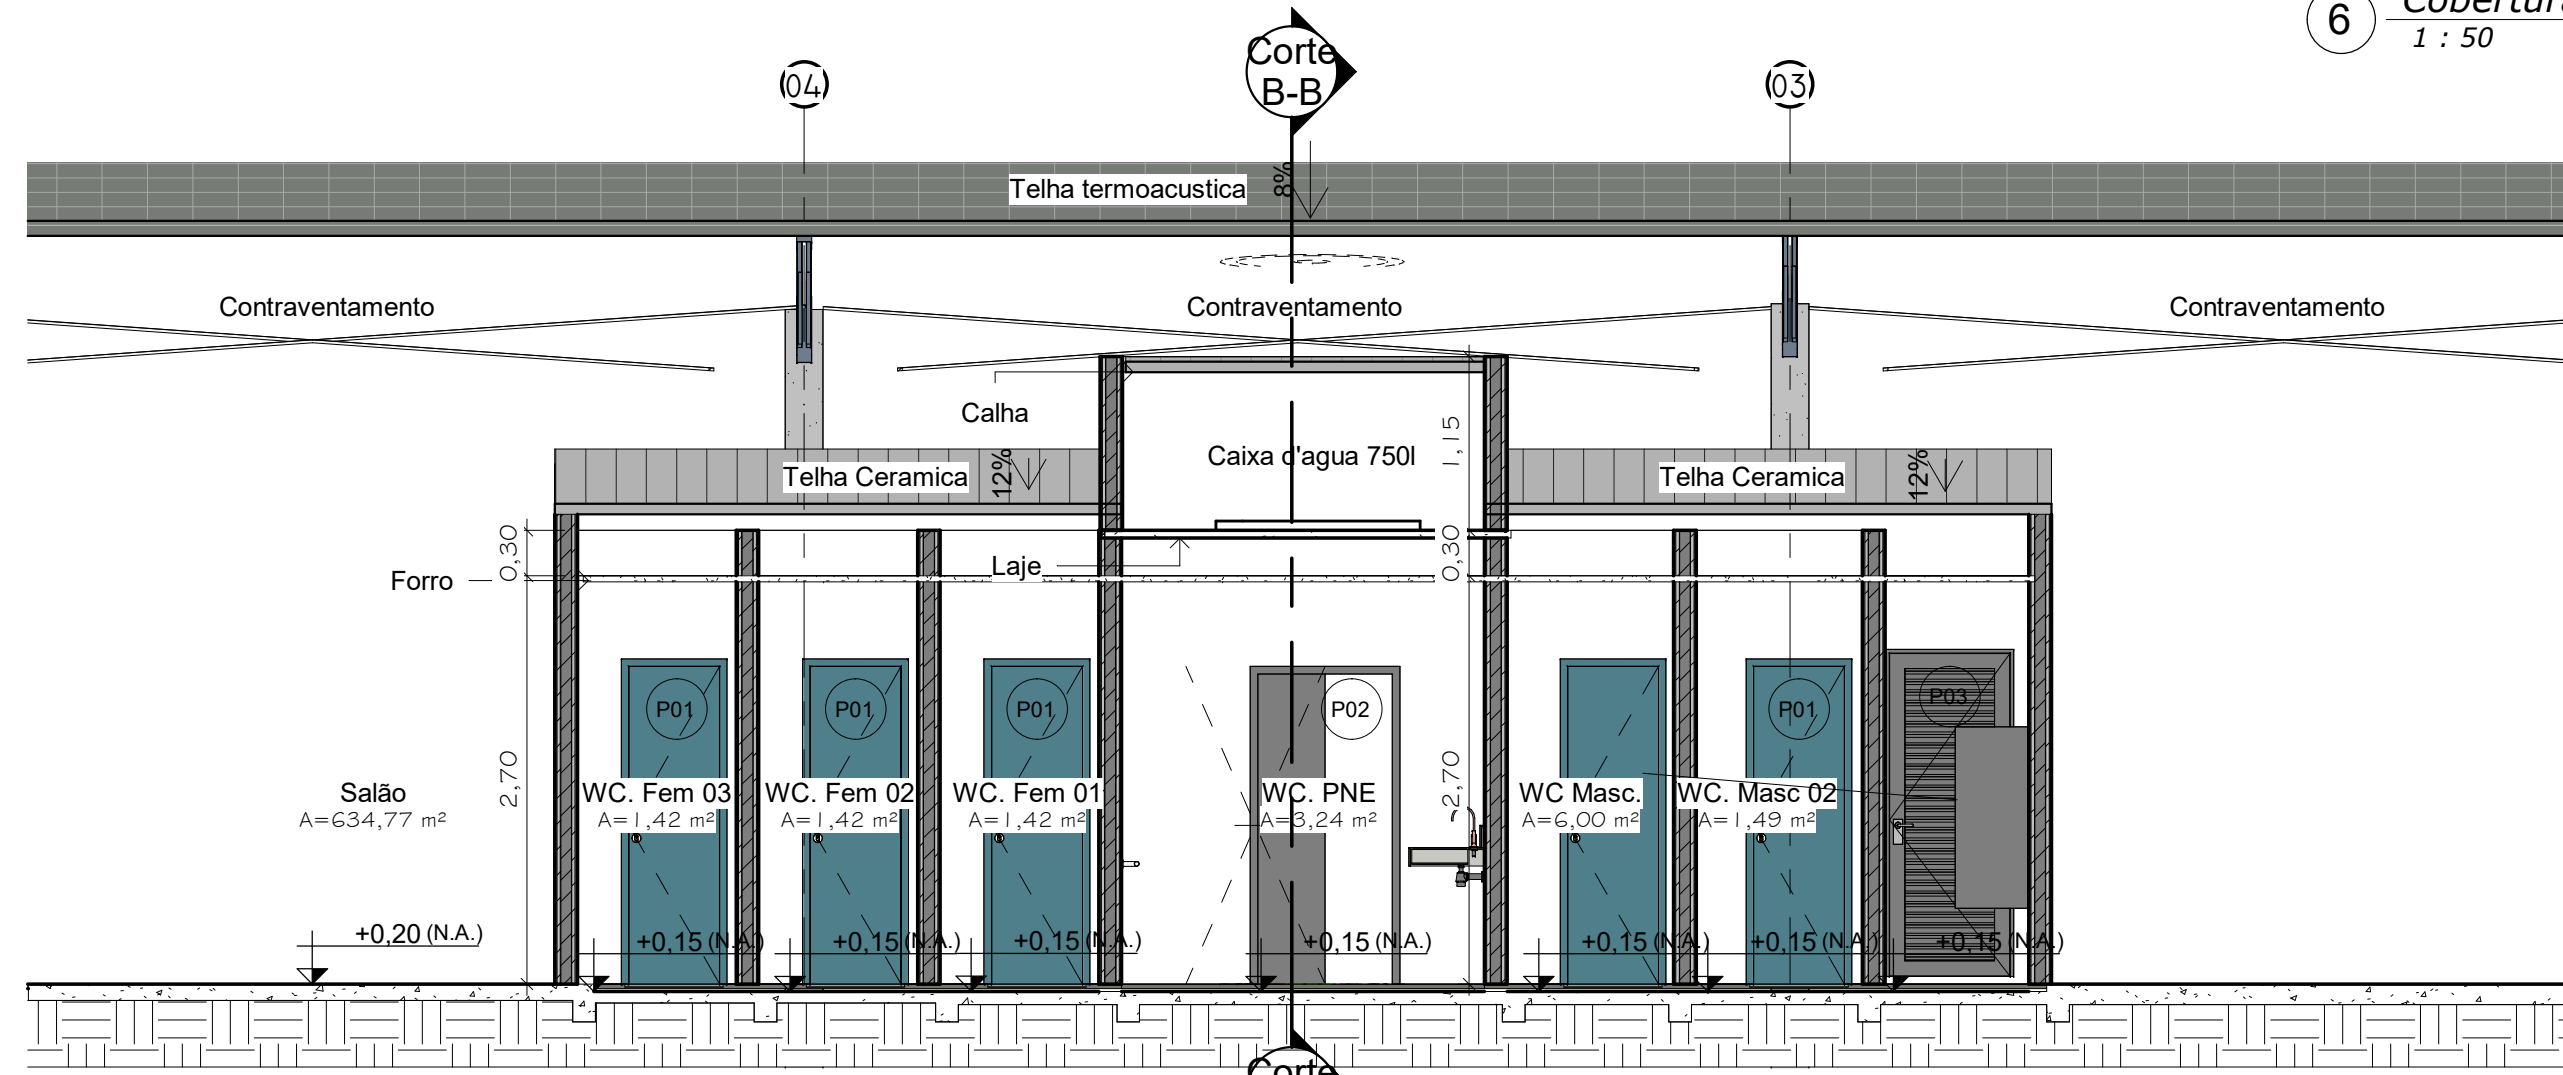 Cobertura
6
1 : 50
Corte
B-B
04
03
Telha termoacustica
8%
Contraventamento
Contraventamento
Contraventamento
Calha
1,15
Caixa d'agua 750l
Telha Ceramica
12%
Telha Ceramica
12%
0,30
0,30
Laje
Forro
P01
P01
P01
P02
P01
P03
2,70
2,70
Salão
A=634,77 m²
WC. Fem 03
A=1,42 m²
WC. Fem 02
A=1,42 m²
WC. Fem 01
A=1,42 m²
WC. PNE
A=3,24 m²
WC Masc.
A=6,00 m²
WC. Masc 02
A=1,49 m²
+0,20 (N.A.)
+0,15 (N.A.)
+0,15 (N.A.)
+0,15 (N.A.)
+0,15 (N.A.)
+0,15 (N.A.)
+0,15 (N.A.)
+0,15 (N.A.)
Corte